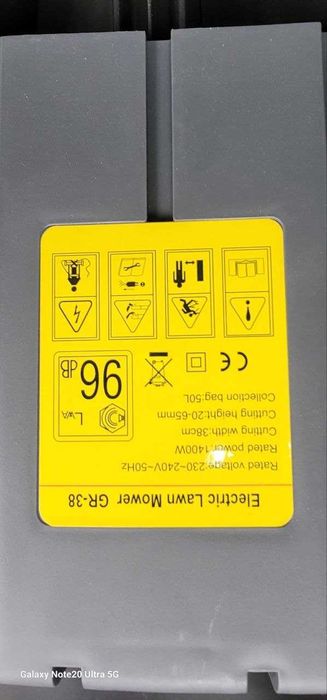 Electric Lawn Mower GR-38
Rated voltage:230~240V~50Hz
Rated power:1400W
Cutting width:38cm
Cutting height:20-65mm
Collection bag:50L
CE
LWA
96
dB
Galaxy Note20 Ultra 5G